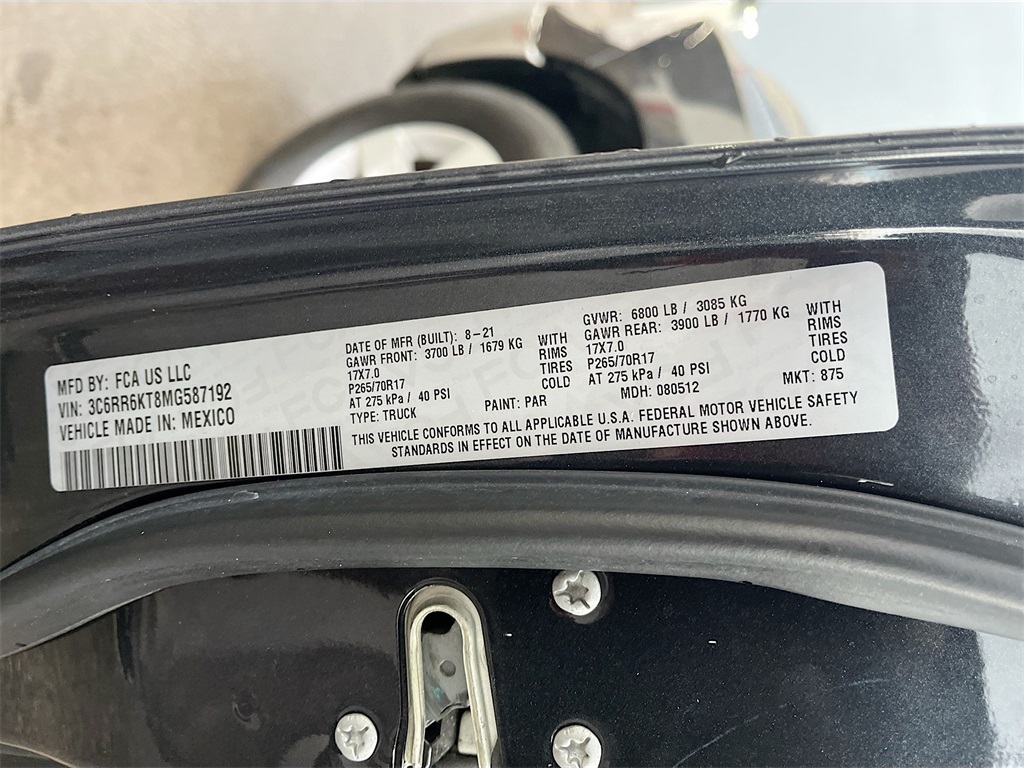 MFD BY: FCA US LLC
VIN: 3C6RR6KT8MG587192
VEHICLE MADE IN: MEXICO
DATE OF MFR (BUILT): 8-21
GAWR FRONT: 3700 LB / 1679 KG WITH
17X7.0 RIMS
P265/70R17 TIRES
AT 275 kPa / 40 PSI COLD
TYPE: TRUCK PAINT: PAR
GVWR: 6800 LB / 3085 KG
GAWR REAR: 3900 LB / 1770 KG WITH
17X7.0 RIMS
P265/70R17 TIRES
AT 275 kPa / 40 PSI COLD
MDH: 080512 MKT: 875
THIS VEHICLE CONFORMS TO ALL APPLICABLE U.S.A. FEDERAL MOTOR VEHICLE SAFETY
STANDARDS IN EFFECT ON THE DATE OF MANUFACTURE SHOWN ABOVE.